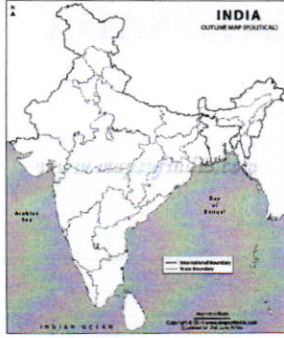 N
INDIA
OUTLINE MAP (POLITICAL)
Arabian
Sea
Bay
of
Bengal
International Boundary
State Boundary
INDIAN OCEAN